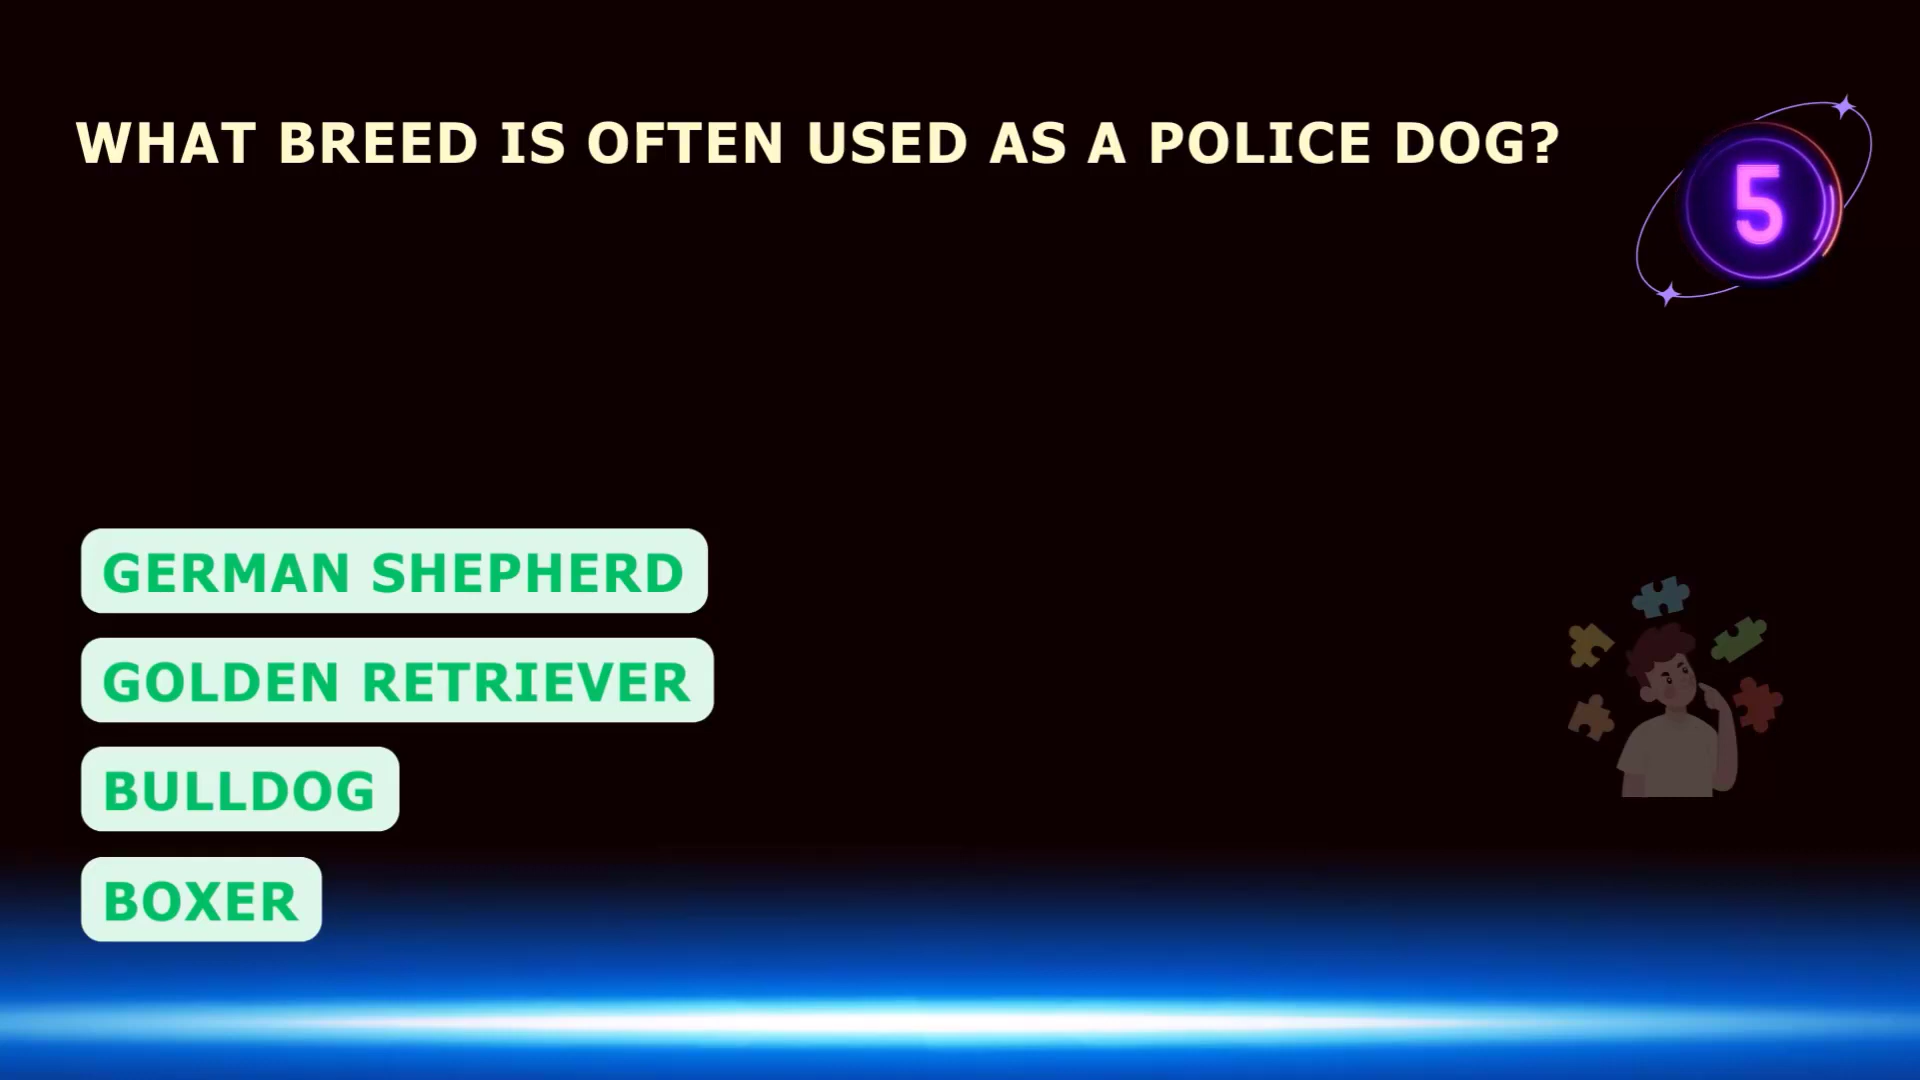 WHAT BREED IS OFTEN USED AS A POLICE DOG?
5
GERMAN SHEPHERD
GOLDEN RETRIEVER
BULLDOG
BOXER